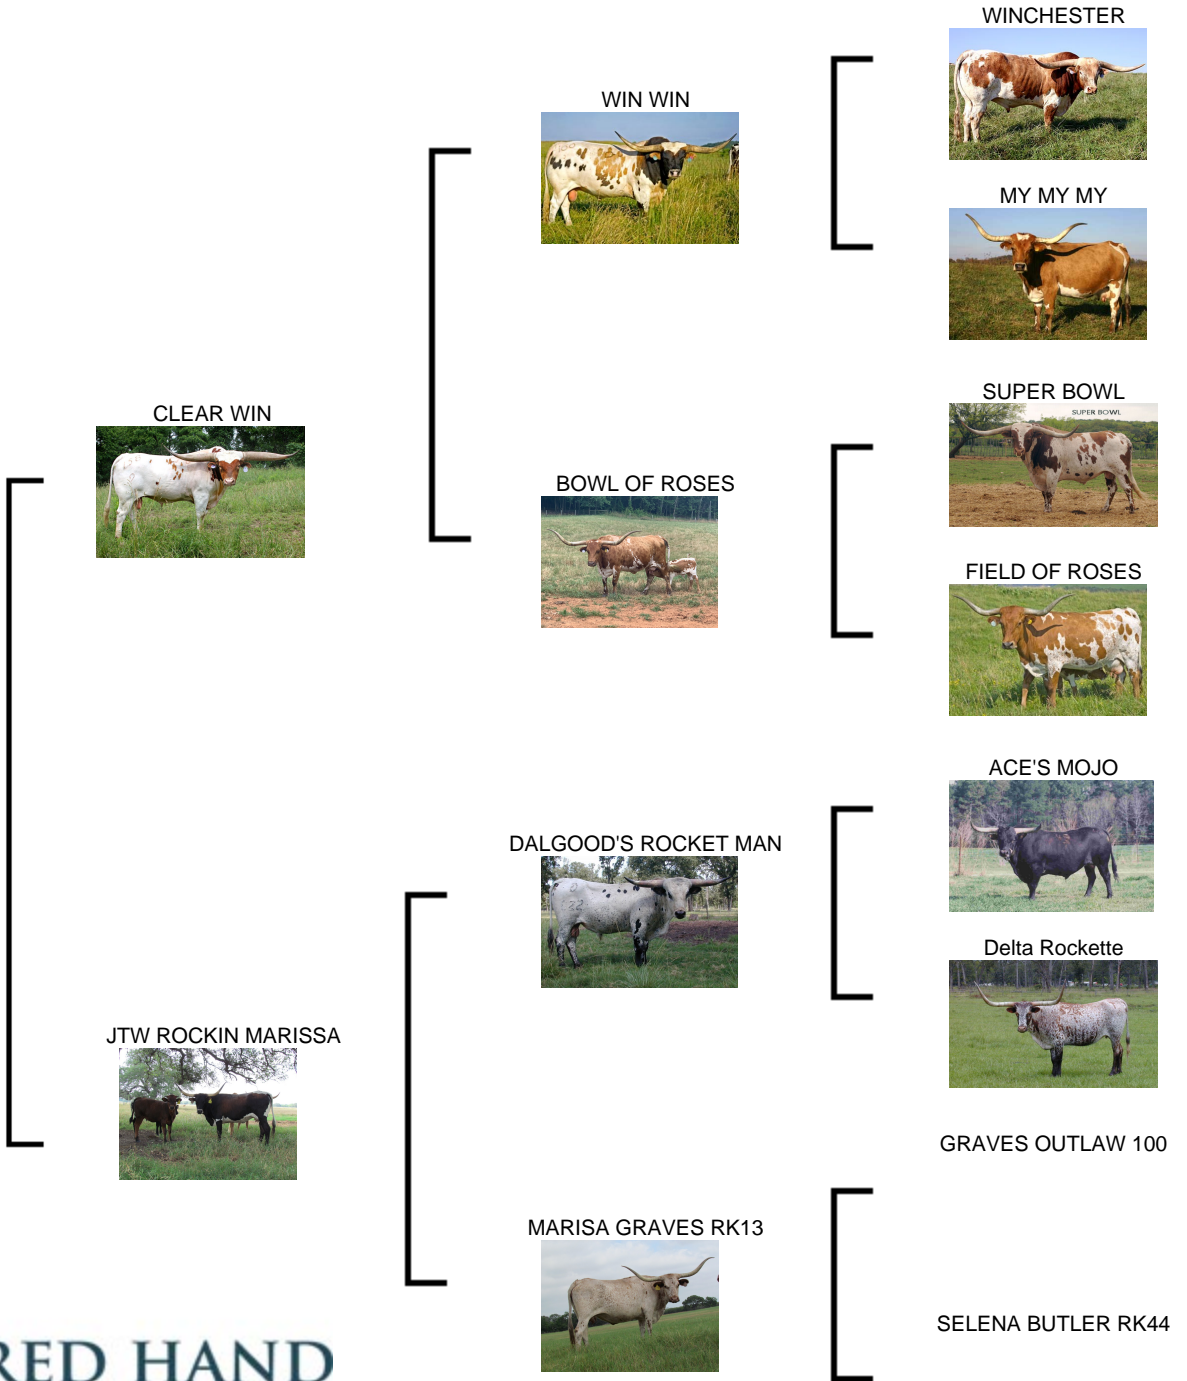 WINCHESTER
WIN WIN
MY MY MY
SUPER BOWL
SUPER BOWL
CLEAR WIN
BOWL OF ROSES
FIELD OF ROSES
ACE'S MOJO
DALGOOD'S ROCKET MAN
Delta Rockette
JTW ROCKIN MARISSA
GRAVES OUTLAW 100
MARISA GRAVES RK13
SELENA BUTLER RK44
RED HAND